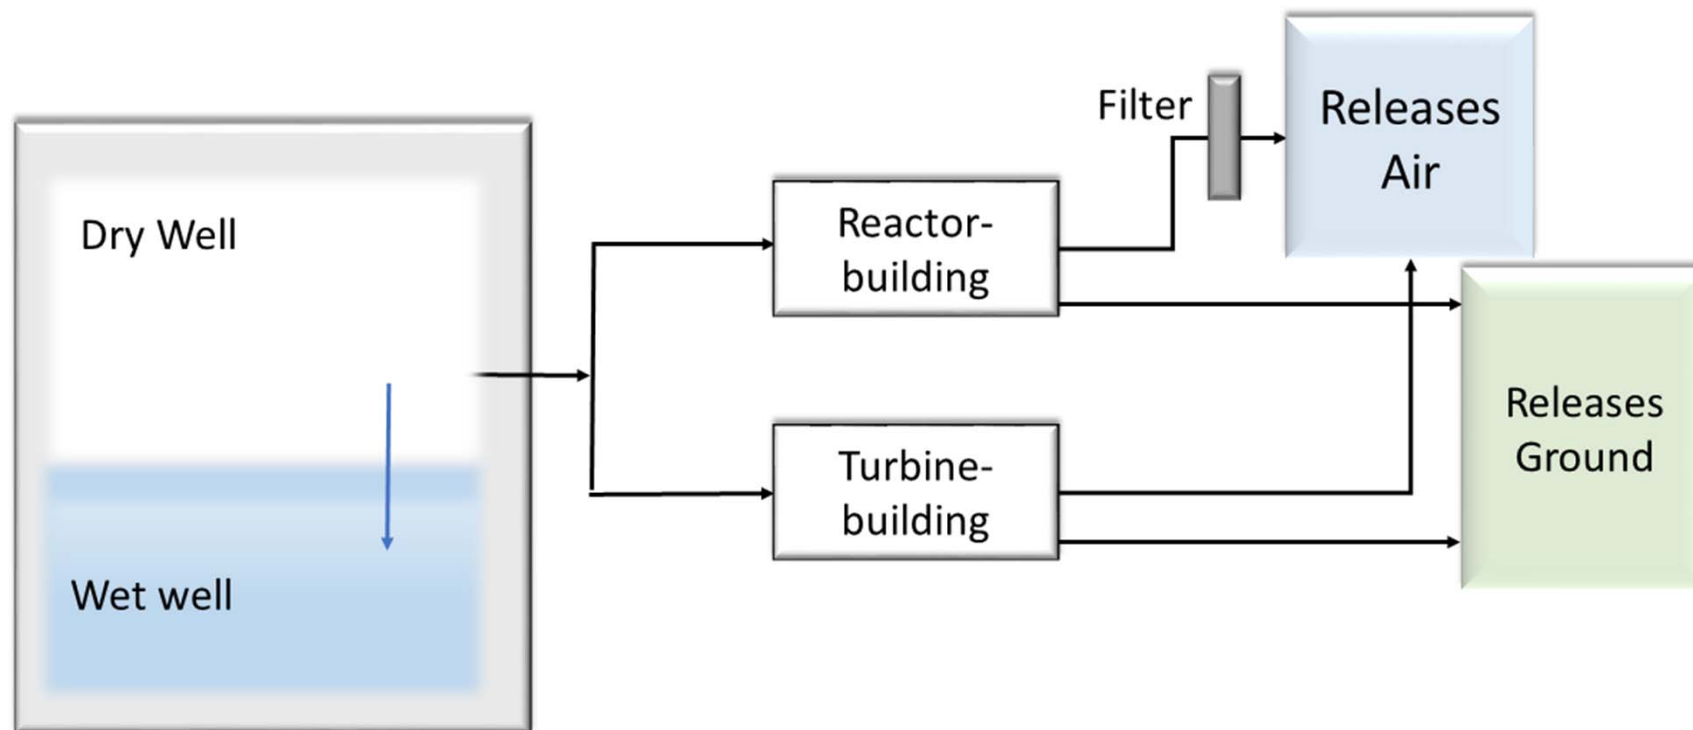 Dry Well
Wet well
Reactor-
building
Turbine-
building
Filter
Releases
Air
Releases
Ground